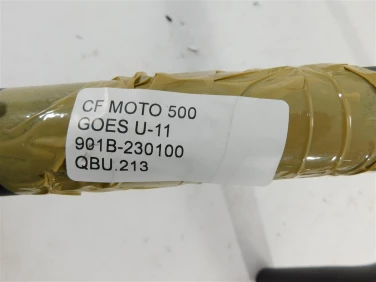 CF MOTO 500
GOES U-11
901B-230100
QBU.213